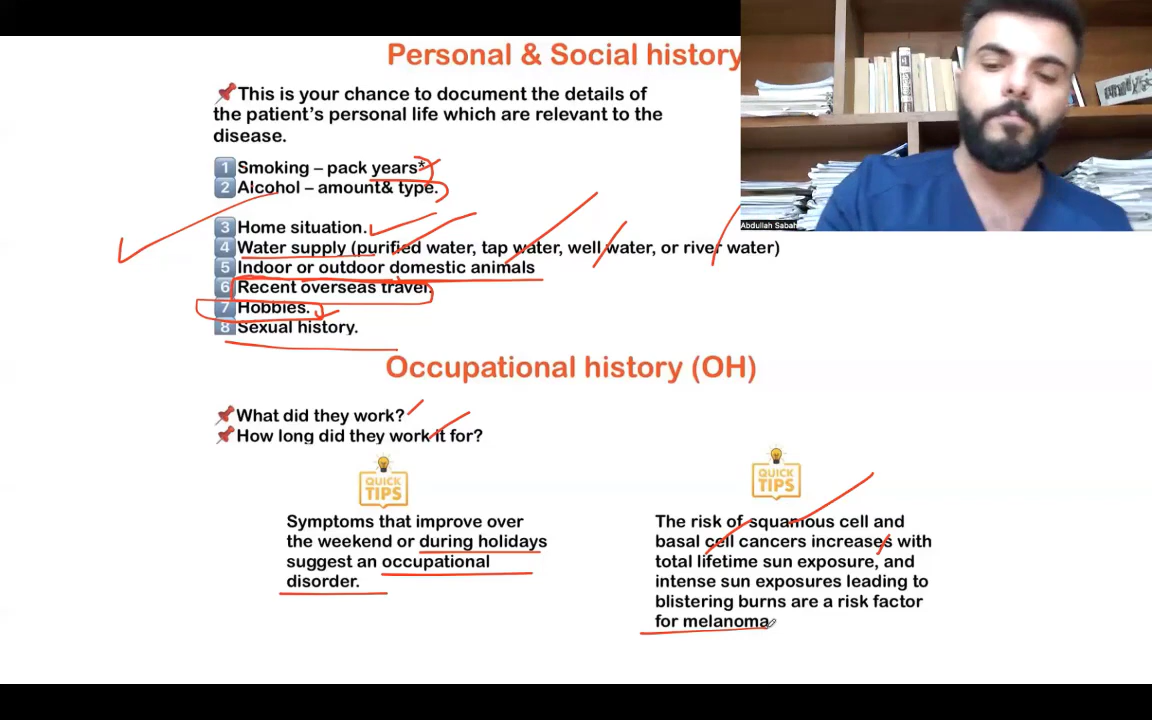 Personal & Social history
📌This is your chance to document the details of
the patient's personal life which are relevant to the
disease.
1 Smoking – pack years*
2 Alcohol – amount& type.
3 Home situation.
4 Water supply (purified water, tap water, well water, or river water)
5 Indoor or outdoor domestic animals
6 Recent overseas travel.
7 Hobbies.
8 Sexual history.
Abdullah Sabah
Occupational history (OH)
📌What did they work?
📌How long did they work it for?
QUICK
TIPS
Symptoms that improve over
the weekend or during holidays
suggest an occupational
disorder.
QUICK
TIPS
The risk of squamous cell and
basal cell cancers increases with
total lifetime sun exposure, and
intense sun exposures leading to
blistering burns are a risk factor
for melanoma